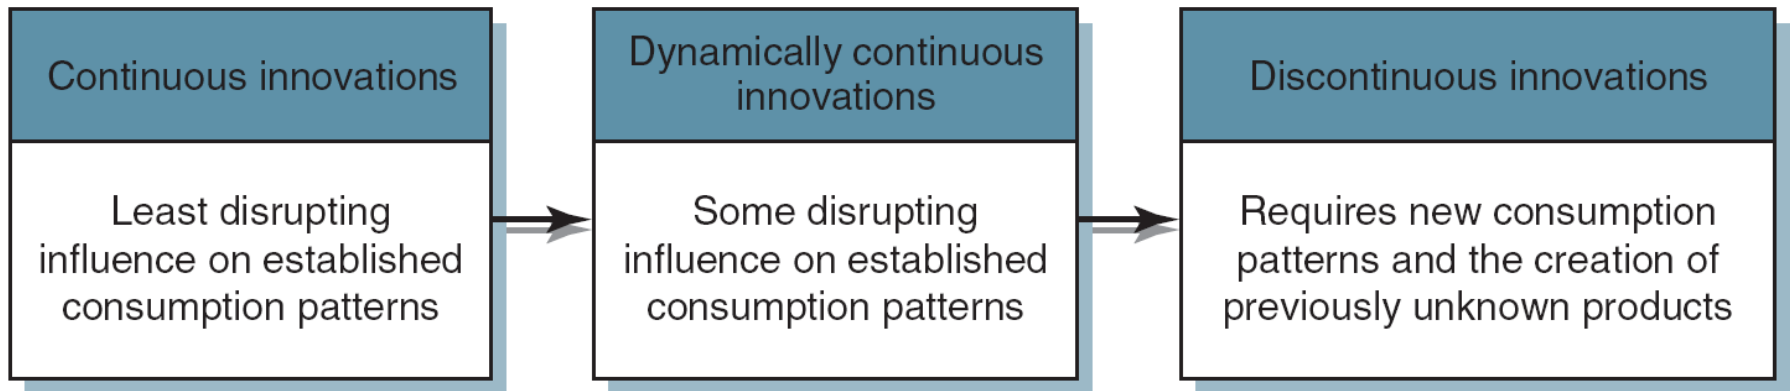 Continuous innovations
Least disrupting
influence on established
consumption patterns
Dynamically continuous
innovations
Some disrupting
influence on established
consumption patterns
Discontinuous innovations
Requires new consumption
patterns and the creation of
previously unknown products